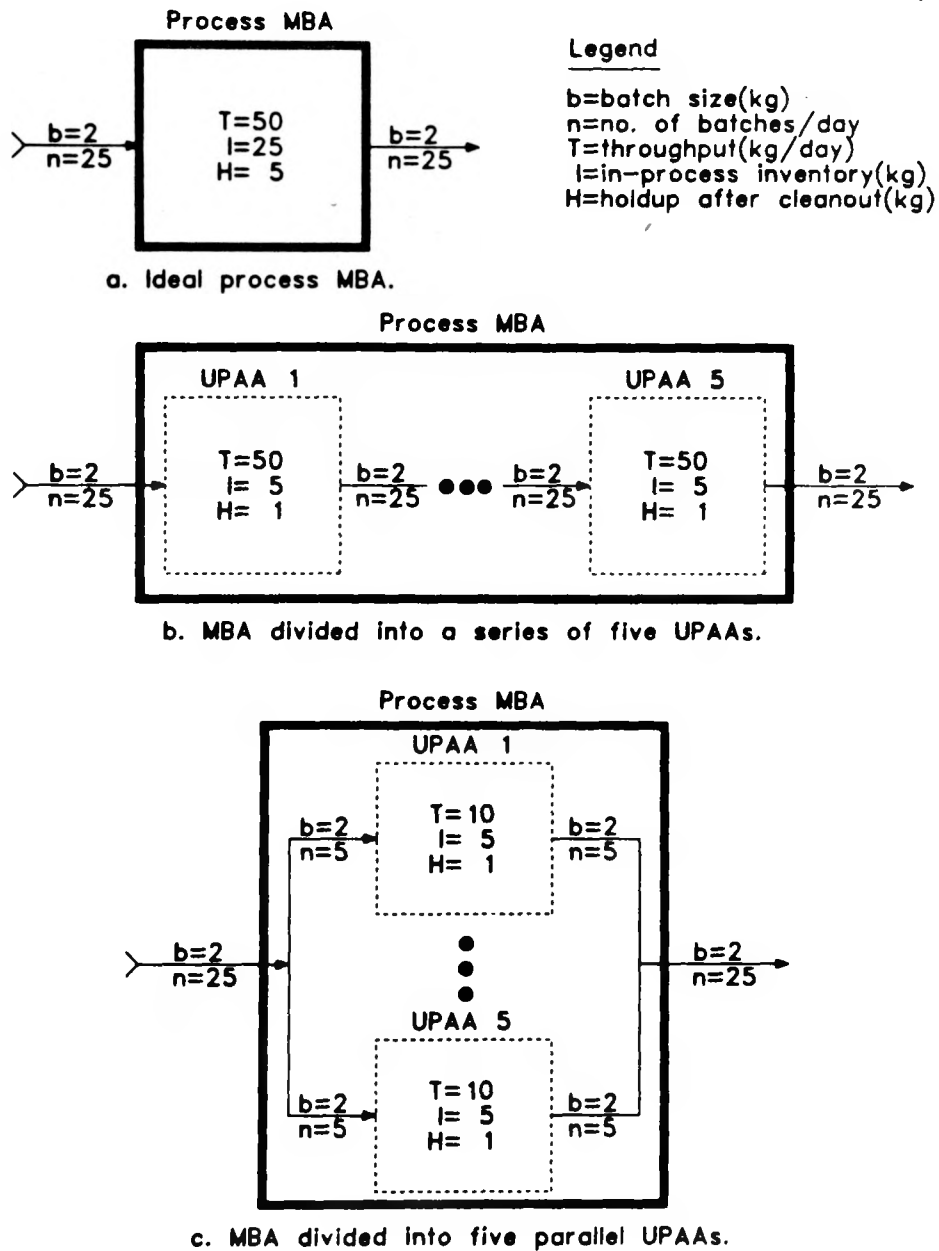 Process MBA
b=2
n=25
T=50
I=25
H= 5
b=2
n=25
Legend
b=batch size(kg)
n=no. of batches/day
T=throughput(kg/day)
I=in-process inventory(kg)
H=holdup after cleanout(kg)
a. Ideal process MBA.
Process MBA
UPAA 1
UPAA 5
b=2
n=25
T=50
I= 5
H= 1
b=2
n=25
b=2
n=25
T=50
I= 5
H= 1
b=2
n=25
b. MBA divided into a series of five UPAAs.
Process MBA
UPAA 1
b=2
n=5
T=10
I= 5
H= 1
b=2
n=5
b=2
n=25
b=2
n=25
UPAA 5
b=2
n=5
T=10
I= 5
H= 1
b=2
n=5
c. MBA divided into five parallel UPAAs.